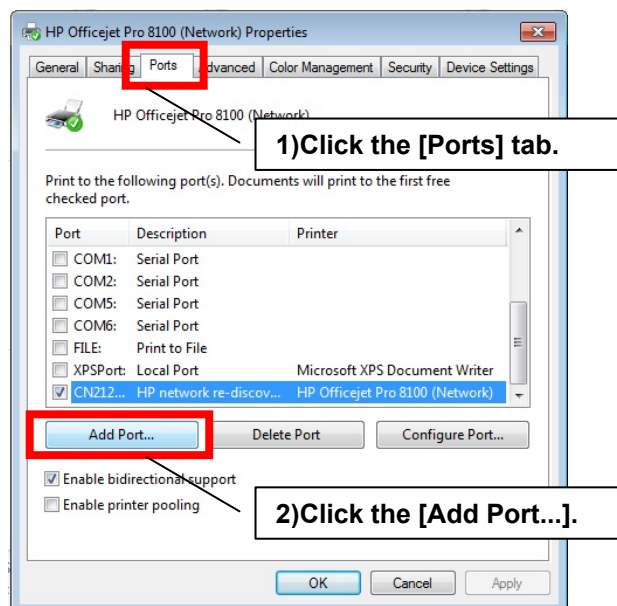 HP Officejet Pro 8100 (Network) Properties
General Sharing Ports Advanced Color Management Security Device Settings
HP Officejet Pro 8100 (Network)
1)Click the [Ports] tab.
Print to the following port(s). Documents will print to the first free
checked port.
Port Description Printer
COM1: Serial Port
COM2: Serial Port
COM5: Serial Port
COM6: Serial Port
FILE: Print to File
XPSPort: Local Port Microsoft XPS Document Writer
CN212... HP network re-discov... HP Officejet Pro 8100 (Network)
Add Port... Delete Port Configure Port...
Enable bidirectional support
Enable printer pooling
2)Click the [Add Port...].
OK Cancel Apply